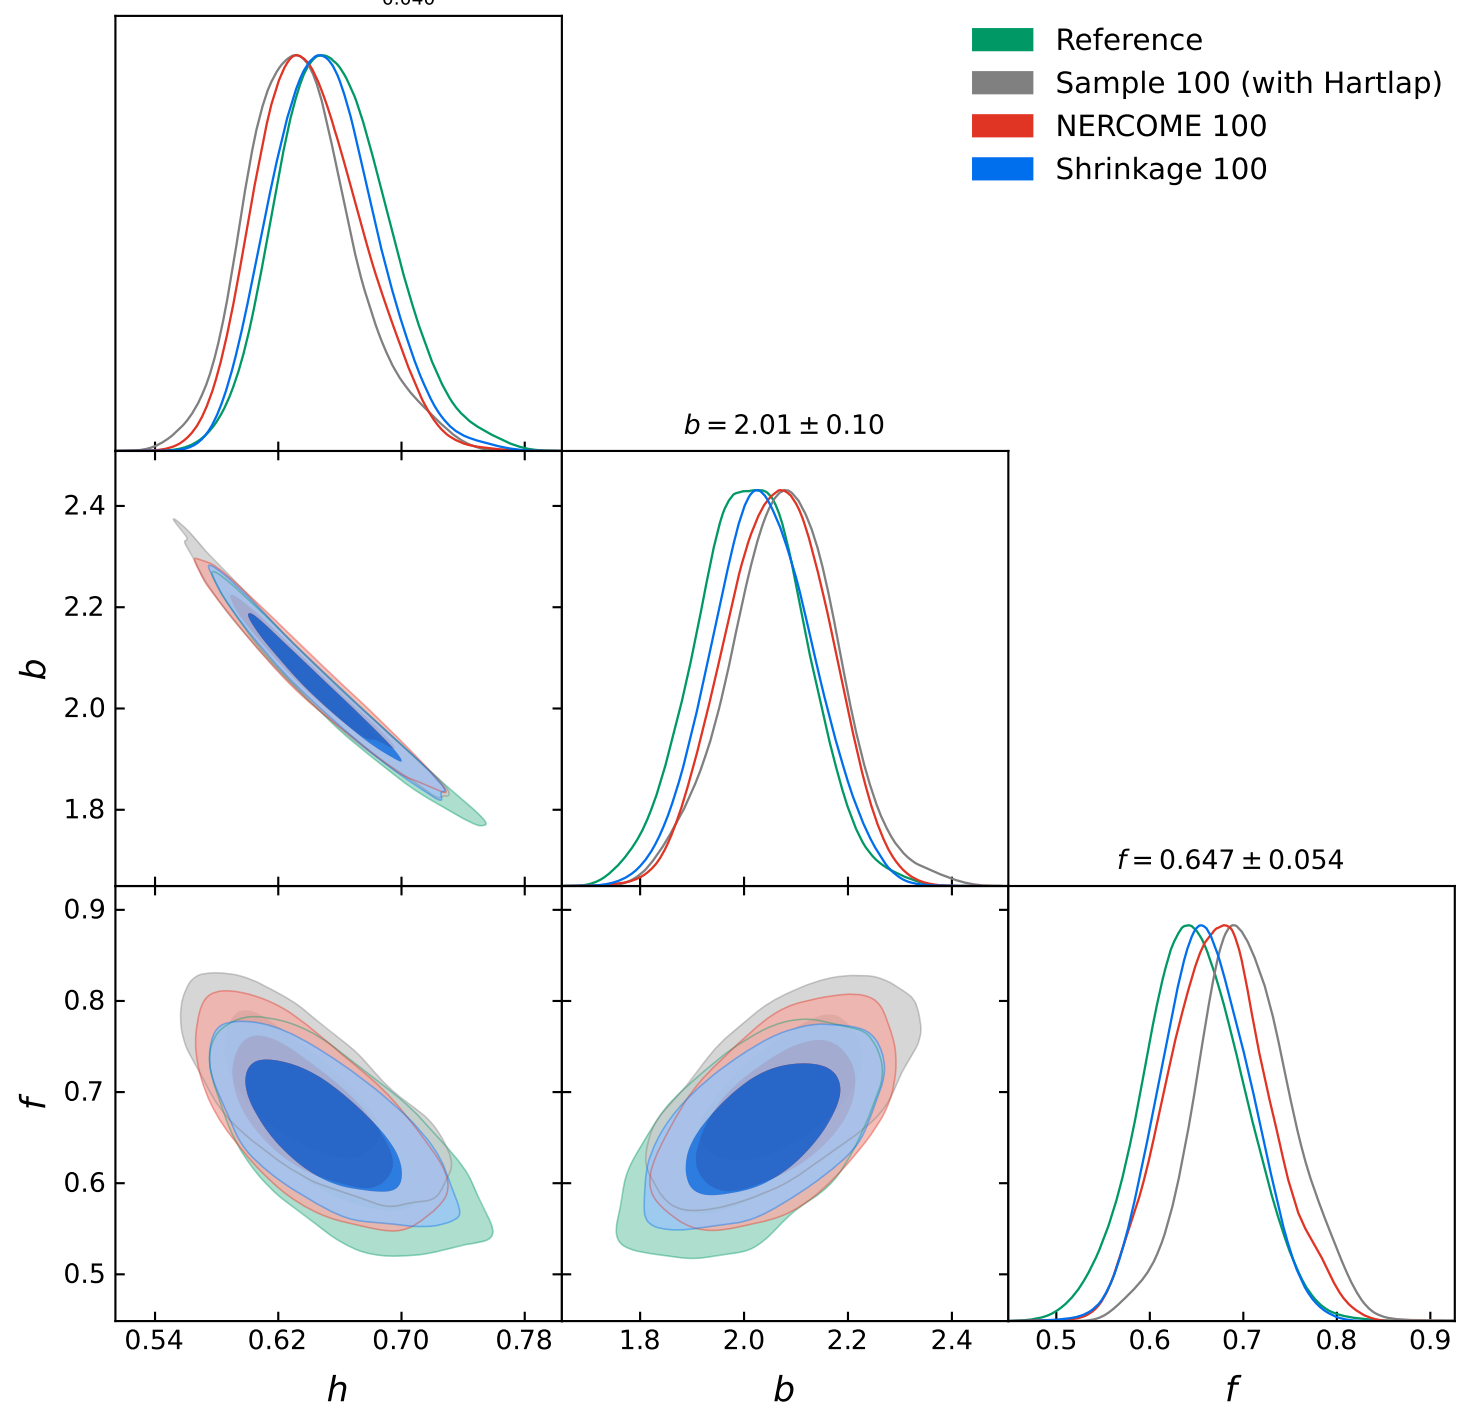 Reference
Sample 100 (with Hartlap)
NERCOME 100
Shrinkage 100
b = 2.01 ± 0.10
2.4
2.2
b
2.0
1.8
f = 0.647 ± 0.054
0.9
0.8
0.7
f
0.6
0.5
0.54 0.62 0.70 0.78 1.8 2.0 2.2 2.4 0.5 0.6 0.7 0.8 0.9
h b f